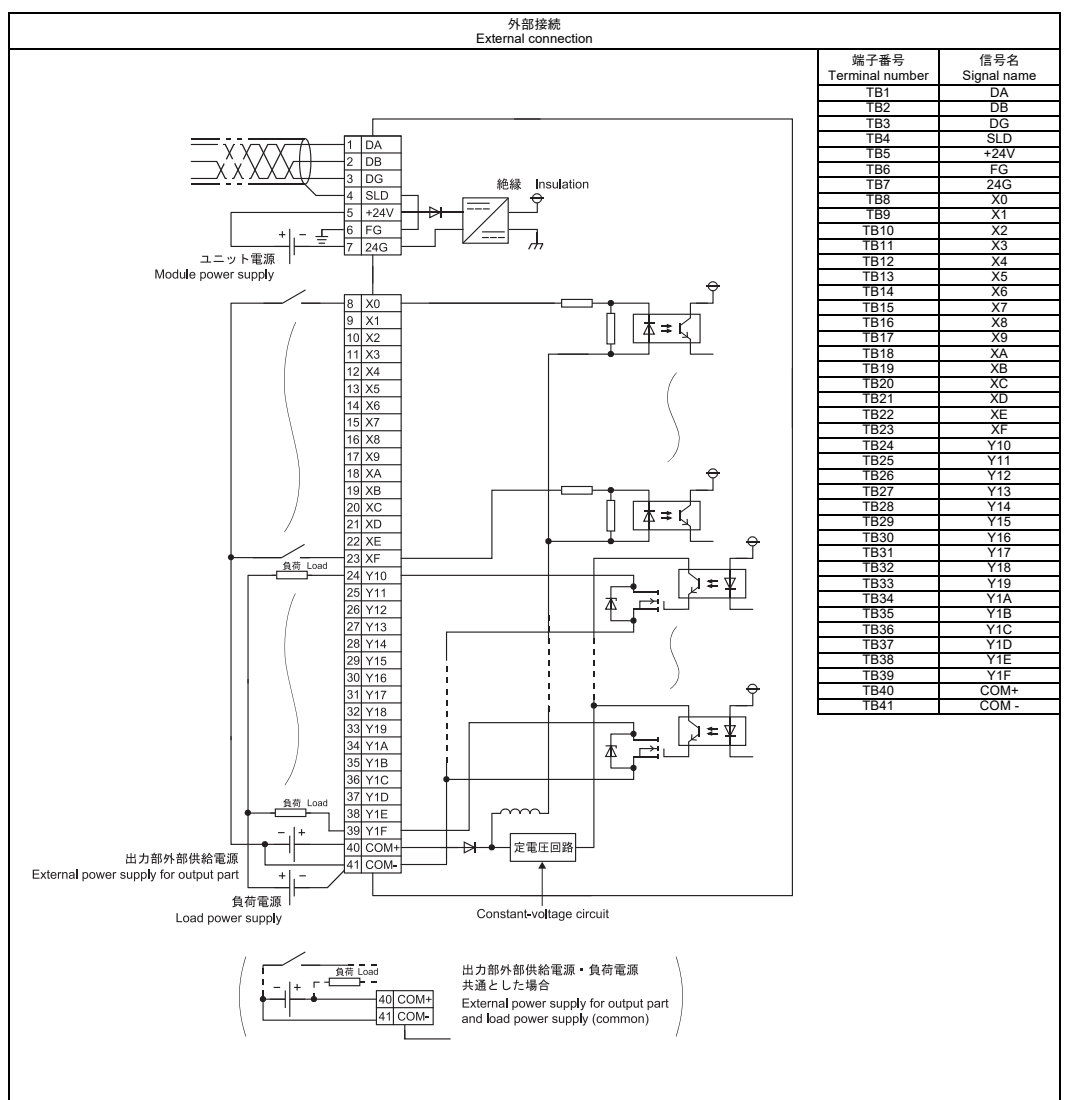 外部接続
External connection
端子番号 信号名
Terminal number Signal name
TB1 DA
TB2 DB
TB3 DG
TB4 SLD
TB5 +24V
TB6 FG
TB7 24G
TB8 X0
TB9 X1
TB10 X2
TB11 X3
TB12 X4
TB13 X5
TB14 X6
TB15 X7
TB16 X8
TB17 X9
TB18 XA
TB19 XB
TB20 XC
TB21 XD
TB22 XE
TB23 XF
TB24 Y10
TB25 Y11
TB26 Y12
TB27 Y13
TB28 Y14
TB29 Y15
TB30 Y16
TB31 Y17
TB32 Y18
TB33 Y19
TB34 Y1A
TB35 Y1B
TB36 Y1C
TB37 Y1D
TB38 Y1E
TB39 Y1F
TB40 COM+
TB41 COM -
1 DA
2 DB
3 DG
4 SLD
5 +24V
6 FG
7 24G
絶縁 Insulation
+ −
ユニット電源
Module power supply
8 X0
9 X1
10 X2
11 X3
12 X4
13 X5
14 X6
15 X7
16 X8
17 X9
18 XA
19 XB
20 XC
21 XD
22 XE
23 XF
負荷 Load
24 Y10
25 Y11
26 Y12
27 Y13
28 Y14
29 Y15
30 Y16
31 Y17
32 Y18
33 Y19
34 Y1A
35 Y1B
36 Y1C
37 Y1D
38 Y1E
39 Y1F
40 COM+
41 COM-
負荷 Load
− +
出力部外部供給電源
External power supply for output part
+ −
負荷電源
Load power supply
定電圧回路
Constant-voltage circuit
負荷 Load
− +
40 COM+
41 COM-
出力部外部供給電源・負荷電源
共通とした場合
External power supply for output part
and load power supply (common)